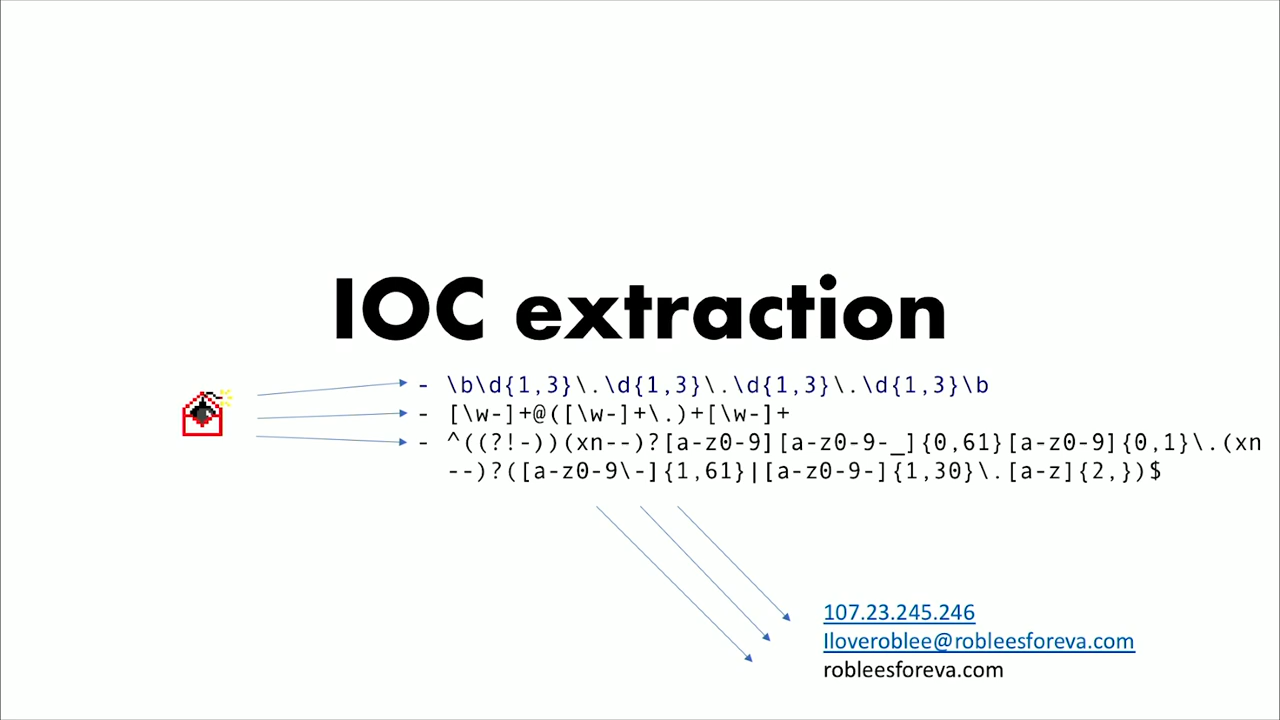 IOC extraction
- \b\d{1,3}\.\d{1,3}\.\d{1,3}\.\d{1,3}\b
- [\w-]+@([\w-]+\.)+[\w-]+
- ^((?!-))(xn--)?[a-z0-9][a-z0-9-_]{0,61}[a-z0-9]{0,1}\.(xn
--)?([a-z0-9\-]{1,61}|[a-z0-9-]{1,30}\.[a-z]{2,})$
107.23.245.246
Iloveroblee@robleesforeva.com
robleesforeva.com